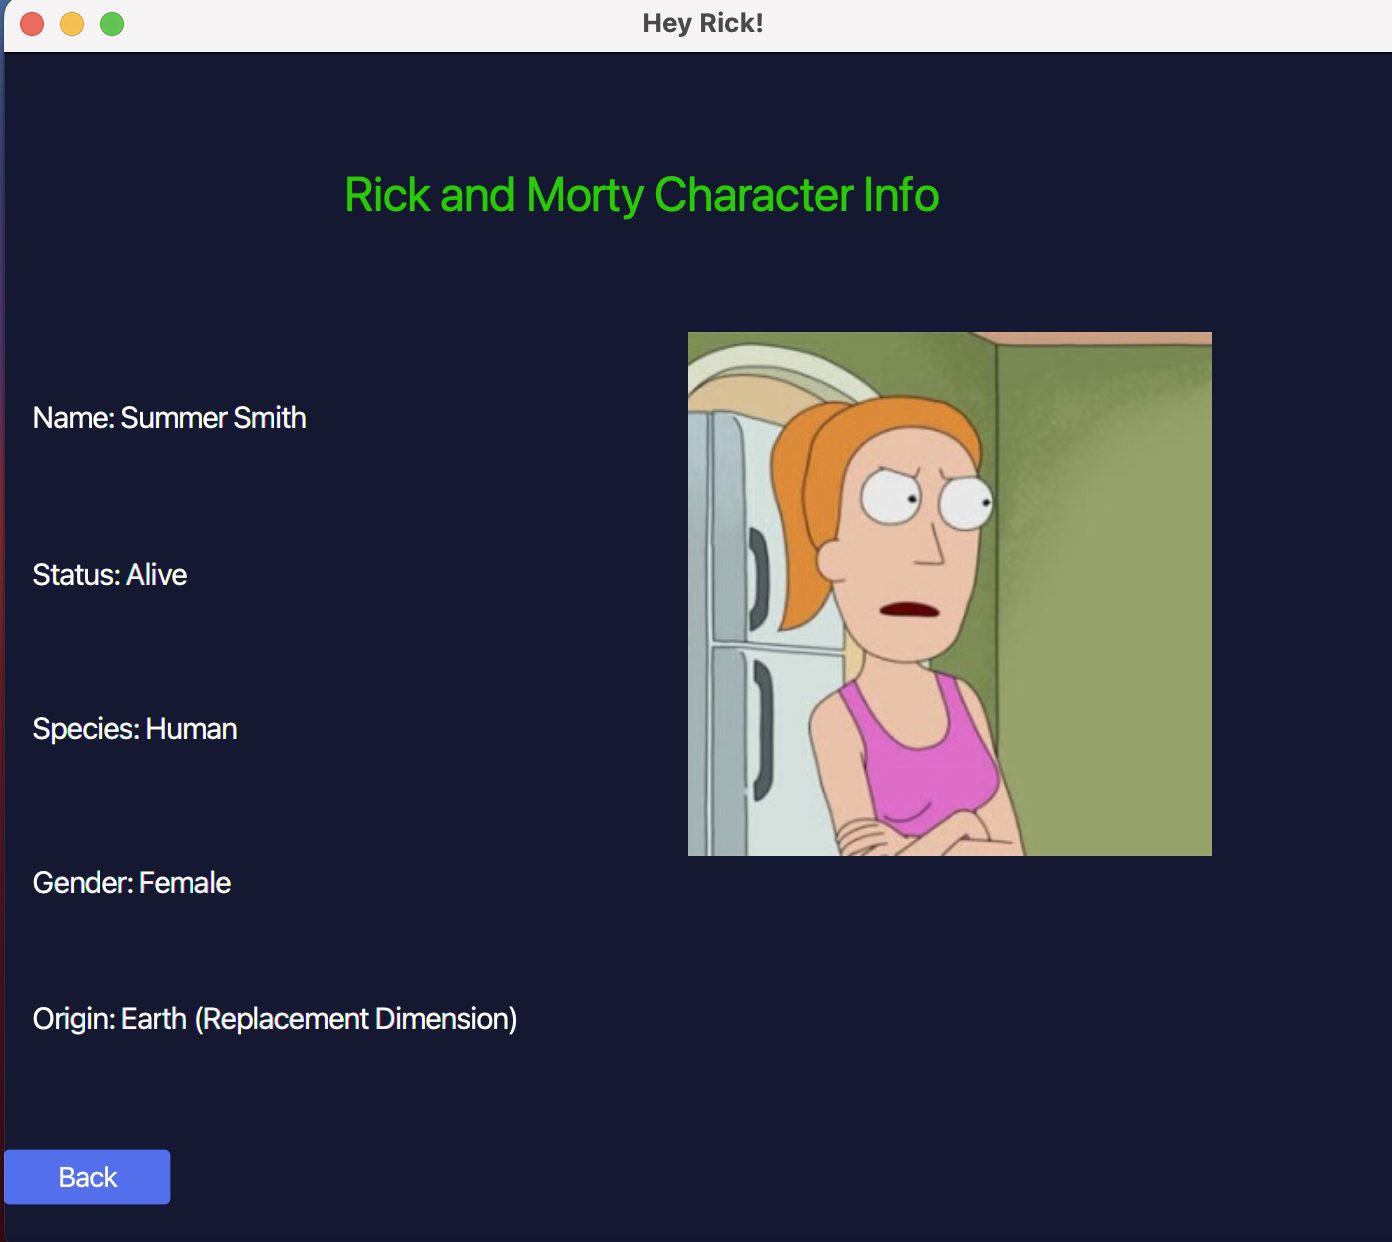 Hey Rick!
Rick and Morty Character Info
Name: Summer Smith
Status: Alive
Species: Human
Gender: Female
Origin: Earth (Replacement Dimension)
Back